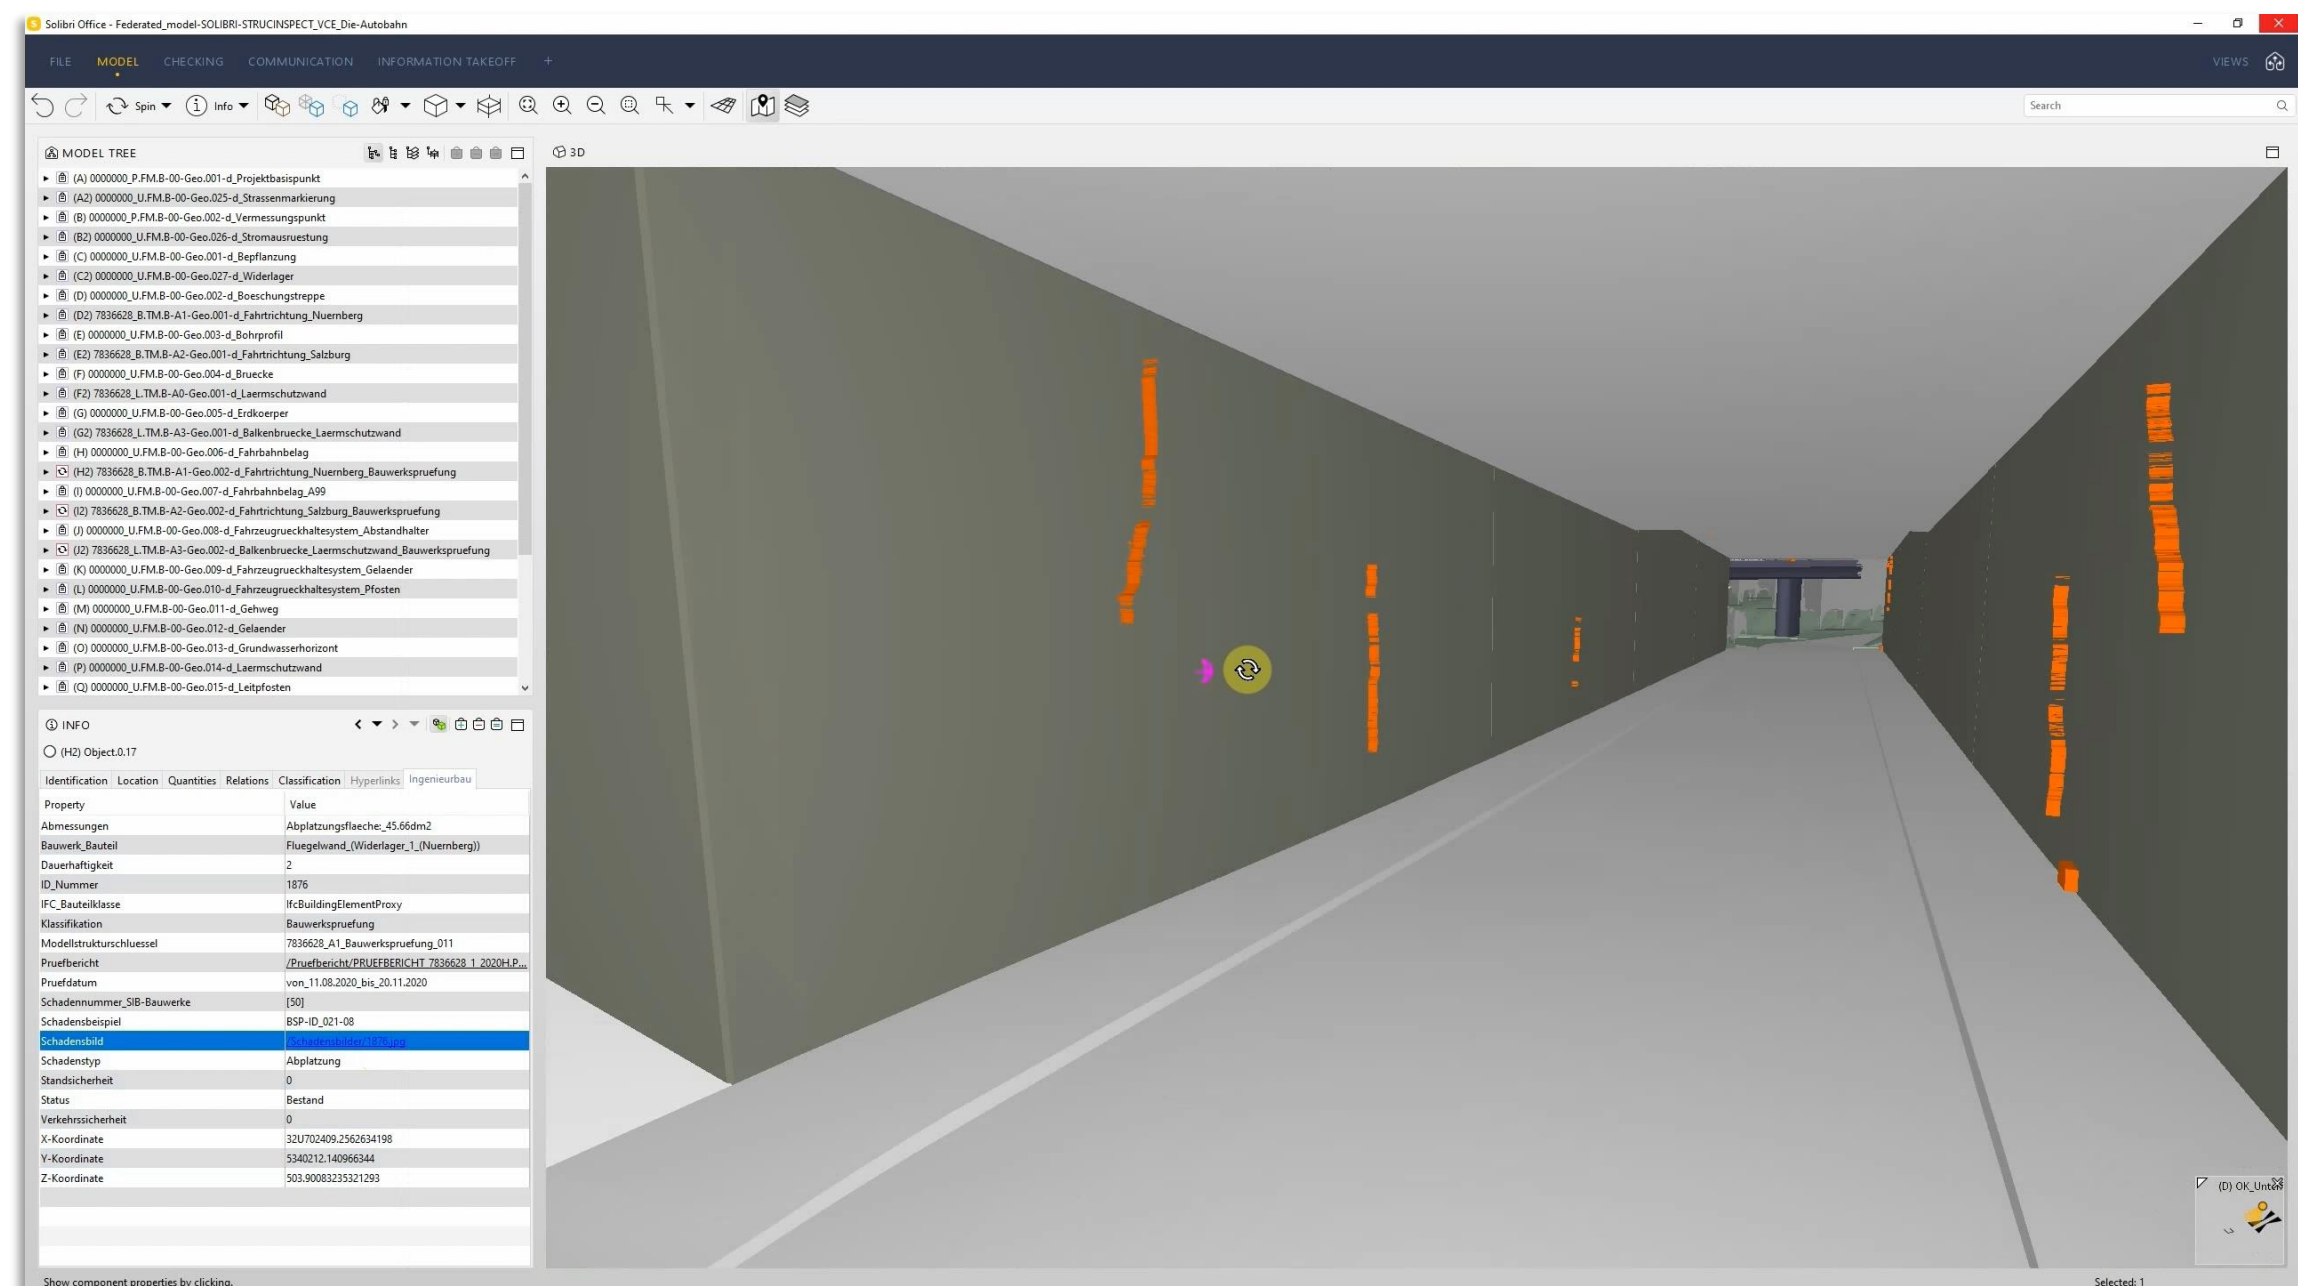 Solibri Office - Federated_model-SOLIBRI-STRUCINSPECT_VCE_Die-Autobahn
FILE MODEL CHECKING COMMUNICATION INFORMATION TAKEOFF + VIEWS
Spin Info Search
MODEL TREE
(A) 0000000_P.FM.B-00-Geo.001-d_Projektbasispunkt
(A2) 0000000_U.FM.B-00-Geo.025-d_Strassenmarkierung
(B) 0000000_P.FM.B-00-Geo.002-d_Vermessungspunkt
(B2) 0000000_U.FM.B-00-Geo.026-d_Stromausruestung
(C) 0000000_U.FM.B-00-Geo.001-d_Bepflanzung
(C2) 0000000_U.FM.B-00-Geo.027-d_Widerlager
(D) 0000000_U.FM.B-00-Geo.002-d_Boeschungstreppe
(D2) 7836628_B.TM.B-A1-Geo.001-d_Fahrtrichtung_Nuernberg
(E) 0000000_U.FM.B-00-Geo.003-d_Bohrprofil
(E2) 7836628_B.TM.B-A2-Geo.001-d_Fahrtrichtung_Salzburg
(F) 0000000_U.FM.B-00-Geo.004-d_Bruecke
(F2) 7836628_L.TM.B-A0-Geo.001-d_Laermschutzwand
(G) 0000000_U.FM.B-00-Geo.005-d_Erdkoerper
(G2) 7836628_L.TM.B-A3-Geo.001-d_Balkenbruecke_Laermschutzwand
(H) 0000000_U.FM.B-00-Geo.006-d_Fahrbahnbelag
(H2) 7836628_B.TM.B-A1-Geo.002-d_Fahrtrichtung_Nuernberg_Bauwerkspruefung
(I) 0000000_U.FM.B-00-Geo.007-d_Fahrbahnbelag_A99
(I2) 7836628_B.TM.B-A2-Geo.002-d_Fahrtrichtung_Salzburg_Bauwerkspruefung
(J) 0000000_U.FM.B-00-Geo.008-d_Fahrzeugrueckhaltesystem_Abstandhalter
(J2) 7836628_L.TM.B-A3-Geo.002-d_Balkenbruecke_Laermschutzwand_Bauwerkspruefung
(K) 0000000_U.FM.B-00-Geo.009-d_Fahrzeugrueckhaltesystem_Gelaender
(L) 0000000_U.FM.B-00-Geo.010-d_Fahrzeugrueckhaltesystem_Pfosten
(M) 0000000_U.FM.B-00-Geo.011-d_Gehweg
(N) 0000000_U.FM.B-00-Geo.012-d_Gelaender
(O) 0000000_U.FM.B-00-Geo.013-d_Grundwasserhorizont
(P) 0000000_U.FM.B-00-Geo.014-d_Laermschutzwand
(Q) 0000000_U.FM.B-00-Geo.015-d_Leitpfosten
INFO
(H2) Object.0.17
Identification Location Quantities Relations Classification Hyperlinks Ingenieurbau
Property Value
Abmessungen Abplatzungsflaeche:_45.66dm2
Bauwerk_Bauteil Fluegelwand_(Widerlager_1_(Nuernberg))
Dauerhaftigkeit 2
ID_Nummer 1876
IFC_Bauteilklasse IfcBuildingElementProxy
Klassifikation Bauwerkspruefung
Modellstrukturschluessel 7836628_A1_Bauwerkspruefung_011
Pruefbericht /Pruefbericht/PRUEFBERICHT_7836628_1_2020H.P...
Pruefdatum von_11.08.2020_bis_20.11.2020
Schadennummer_SIB-Bauwerke [50]
Schadensbeispiel BSP-ID_021-08
Schadensbild /Schadensbilder/1876.jpg
Schadenstyp Abplatzung
Standsicherheit 0
Status Bestand
Verkehrssicherheit 0
X-Koordinate 32U702409.2562634198
Y-Koordinate 5340212.140966344
Z-Koordinate 503.90083235321293
3D
(D) OK_Unter
Show component properties by clicking.
Selected: 1